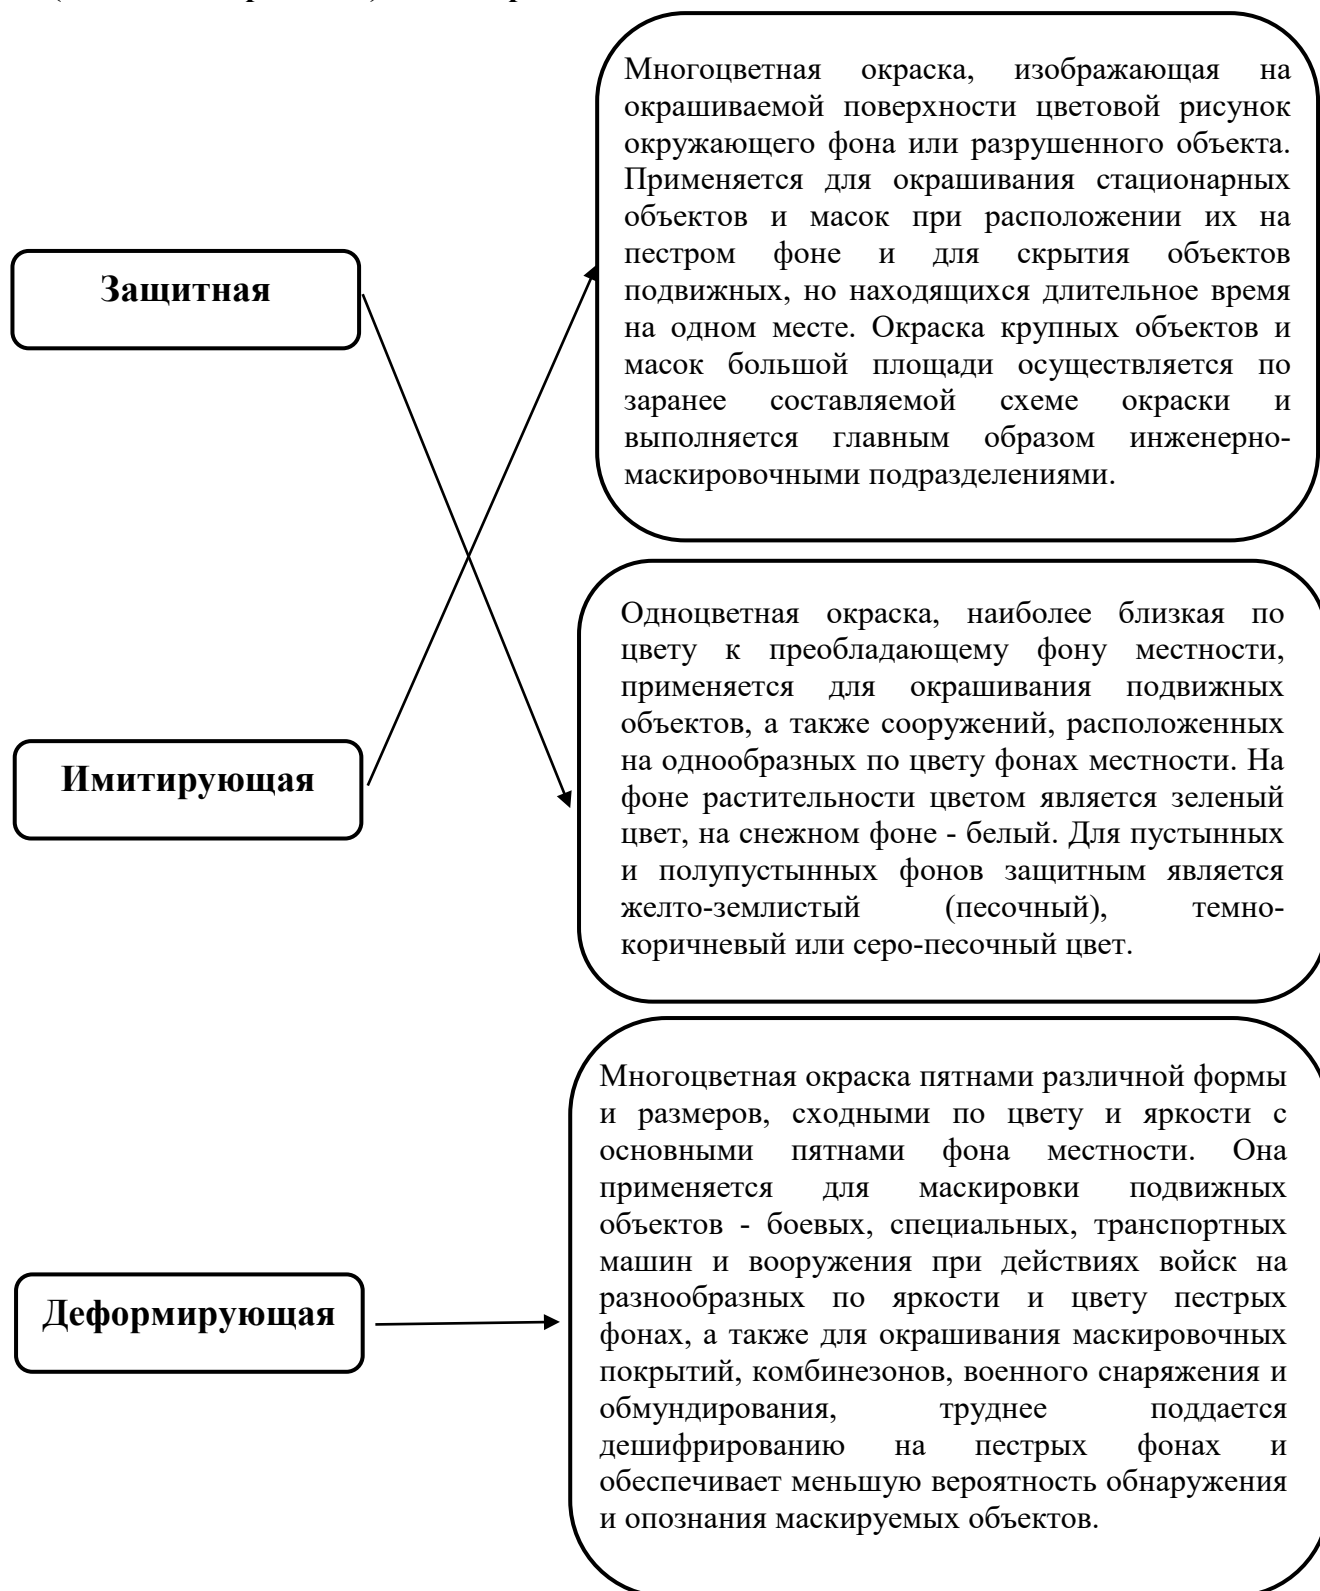 Многоцветная окраска, изображающая на
окрашиваемой поверхности цветовой рисунок
окружающего фона или разрушенного объекта.
Применяется для окрашивания стационарных
объектов и масок при расположении их на
пестром фоне и для скрытия объектов
подвижных, но находящихся длительное время
на одном месте. Окраска крупных объектов и
масок большой площади осуществляется по
заранее составляемой схеме окраски и
выполняется главным образом инженерно-
маскировочными подразделениями.
Защитная
Одноцветная окраска, наиболее близкая по
цвету к преобладающему фону местности,
применяется для окрашивания подвижных
объектов, а также сооружений, расположенных
на однообразных по цвету фонах местности. На
фоне растительности цветом является зеленый
цвет, на снежном фоне - белый. Для пустынных
и полупустынных фонов защитным является
желто-землистый (песочный), темно-
коричневый или серо-песочный цвет.
Имитирующая
Многоцветная окраска пятнами различной формы
и размеров, сходными по цвету и яркости с
основными пятнами фона местности. Она
применяется для маскировки подвижных
объектов - боевых, специальных, транспортных
машин и вооружения при действиях войск на
разнообразных по яркости и цвету пестрых
фонах, а также для окрашивания маскировочных
покрытий, комбинезонов, военного снаряжения и
обмундирования, труднее поддается
дешифрированию на пестрых фонах и
обеспечивает меньшую вероятность обнаружения
и опознания маскируемых объектов.
Деформирующая